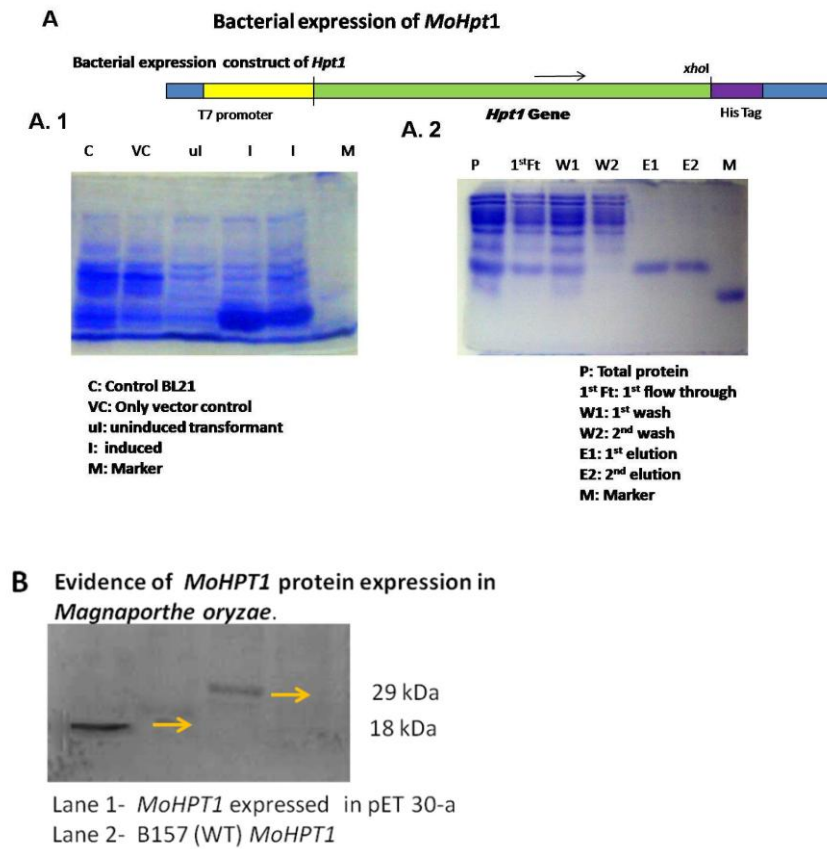 A Bacterial expression of MoHpt1
Bacterial expression construct of Hpt1
xhoI
T7 promoter Hpt1 Gene His Tag
A. 1
C VC uI I I M
C: Control BL21
VC: Only vector control
uI: uninduced transformant
I: induced
M: Marker
A. 2
P 1stFt W1 W2 E1 E2 M
P: Total protein
1st Ft: 1st flow through
W1: 1st wash
W2: 2nd wash
E1: 1st elution
E2: 2nd elution
M: Marker
B Evidence of MoHPT1 protein expression in
Magnaporthe oryzae.
29 kDa
18 kDa
Lane 1- MoHPT1 expressed in pET 30-a
Lane 2- B157 (WT) MoHPT1